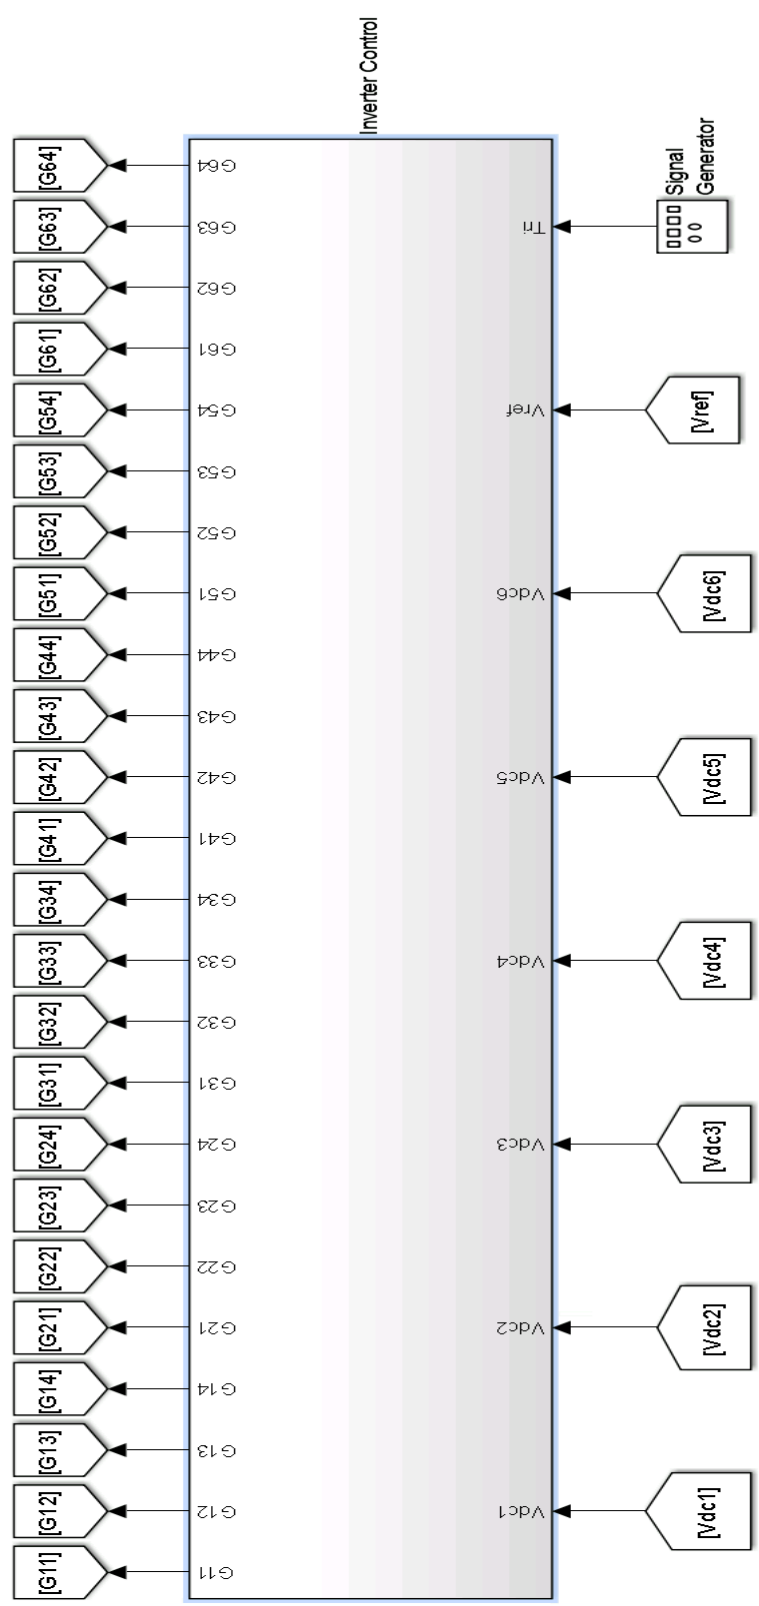 Inverter Control
[G64]
[G63]
[G62]
[G61]
[G54]
[G53]
[G52]
[G51]
[G44]
[G43]
[G42]
[G41]
[G34]
[G33]
[G32]
[G31]
[G24]
[G23]
[G22]
[G21]
[G14]
[G13]
[G12]
[G11]
G64
G63
G62
G61
G54
G53
G52
G51
G44
G43
G42
G41
G34
G33
G32
G31
G24
G23
G22
G21
G14
G13
G12
G11
Tri
Vref
Vdc6
Vdc5
Vdc4
Vdc3
Vdc2
Vdc1
Signal
Generator
[Vref]
[Vdc6]
[Vdc5]
[Vdc4]
[Vdc3]
[Vdc2]
[Vdc1]